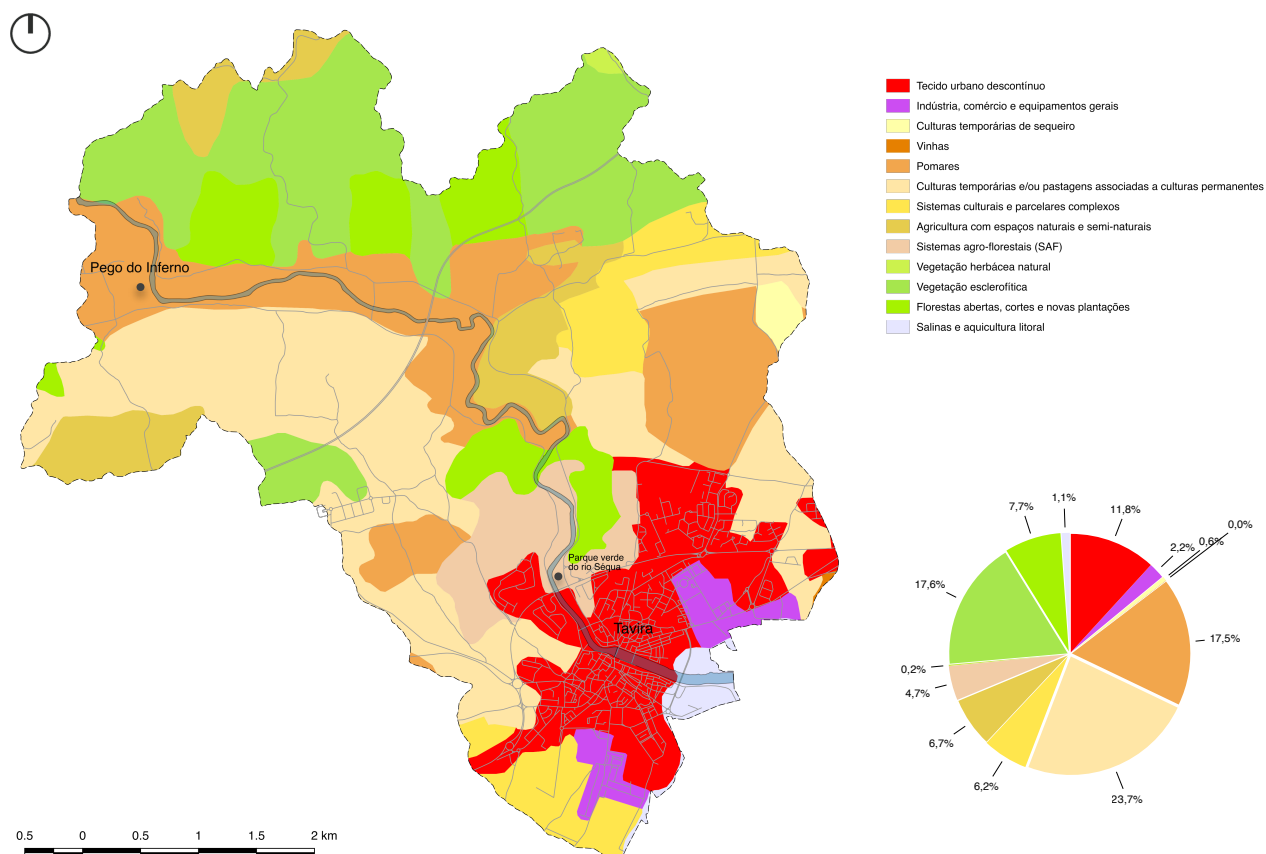 Tecido urbano descontínuo
Indústria, comércio e equipamentos gerais
Culturas temporárias de sequeiro
Vinhas
Pomares
Culturas temporárias e/ou pastagens associadas a culturas permanentes
Sistemas culturais e parcelares complexos
Agricultura com espaços naturais e semi-naturais
Sistemas agro-florestais (SAF)
Vegetação herbácea natural
Vegetação esclerofítica
Florestas abertas, cortes e novas plantações
Salinas e aquicultura litoral
Pego do Inferno
Parque verde
do rio Séqua
Tavira
1,1%
11,8%
7,7%
0,0%
0,6%
2,2%
17,6%
17,5%
0,2%
4,7%
6,7%
6,2%
23,7%
0.5 0 0.5 1 1.5 2 km